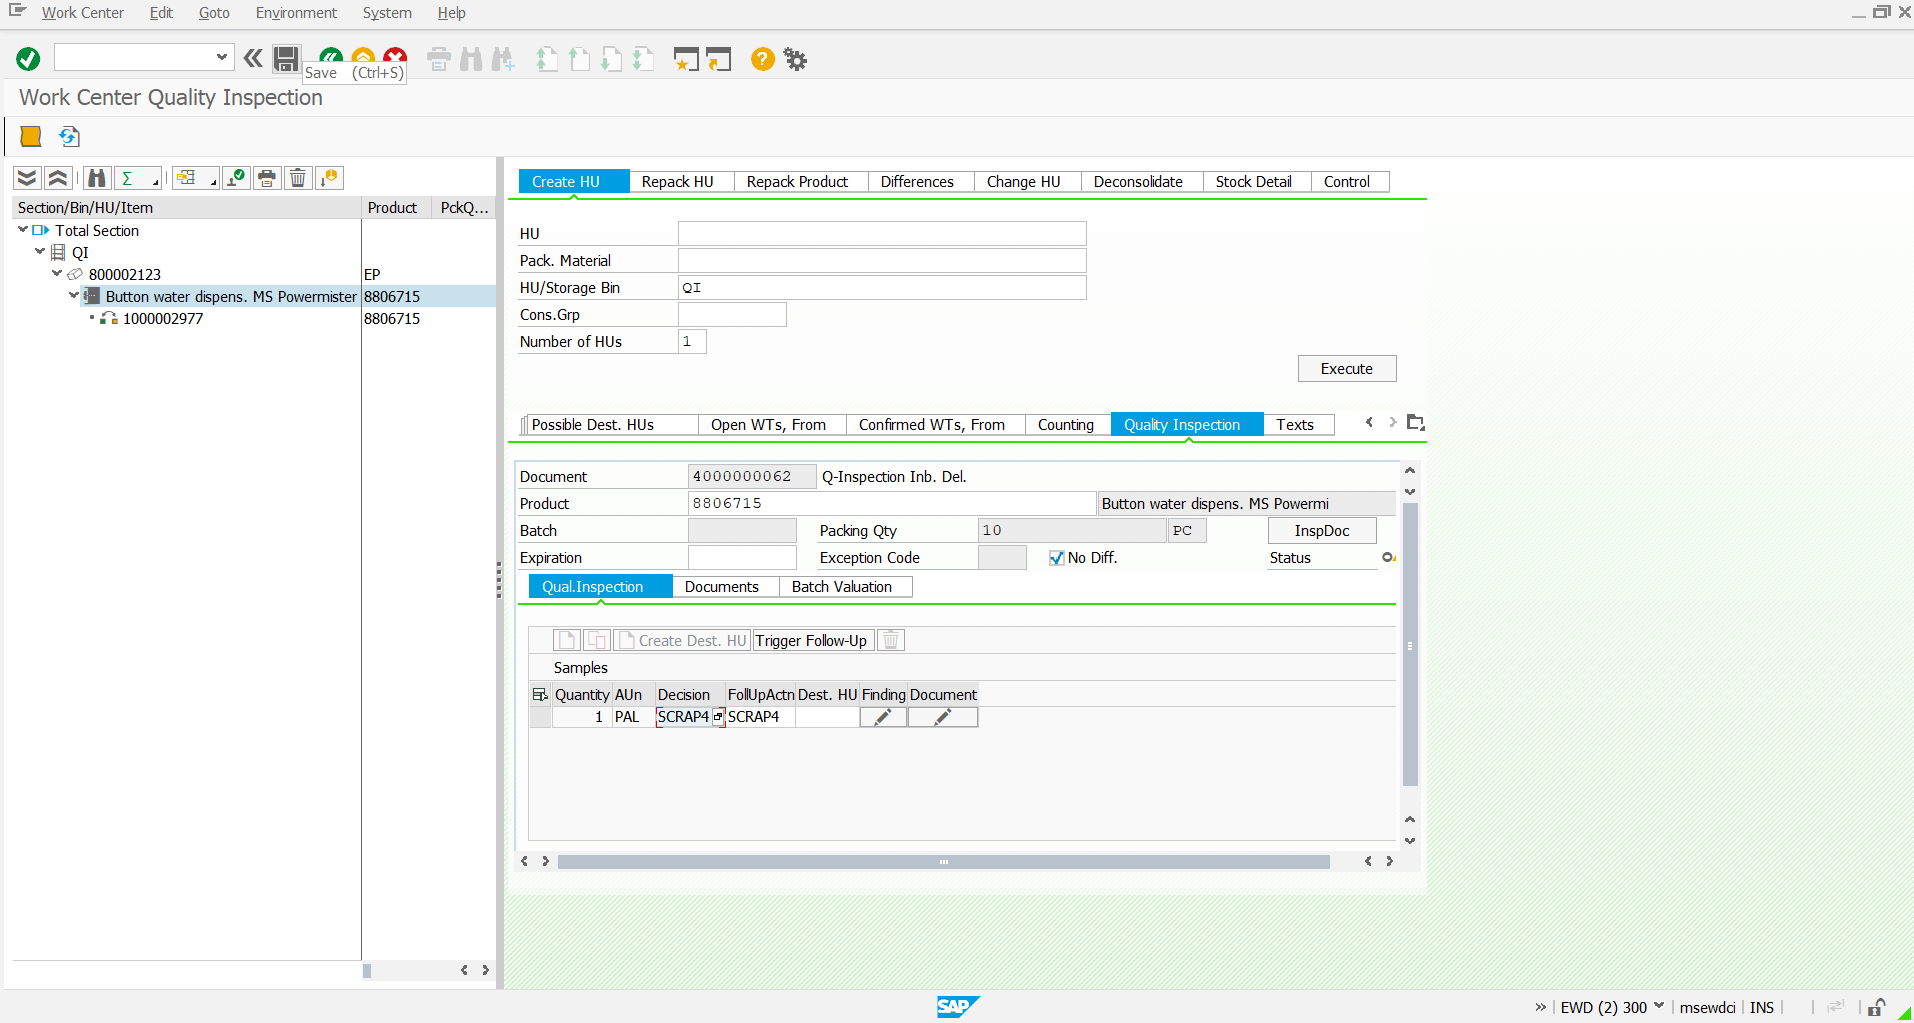 Work Center Edit Goto Environment System Help
Save (Ctrl+S)
Work Center Quality Inspection
Section/Bin/HU/Item Product PckQ...
Total Section
QI
800002123 EP
Button water dispens. MS Powermister 8806715
1000002977 8806715
Create HU Repack HU Repack Product Differences Change HU Deconsolidate Stock Detail Control
HU
Pack. Material
HU/Storage Bin QI
Cons.Grp
Number of HUs 1
Execute
Possible Dest. HUs Open WTs, From Confirmed WTs, From Counting Quality Inspection Texts
Document 4000000062 Q-Inspection Inb. Del.
Product 8806715 Button water dispens. MS Powermi
Batch Packing Qty 10 PC InspDoc
Expiration Exception Code No Diff. Status
Qual.Inspection Documents Batch Valuation
Create Dest. HU Trigger Follow-Up
Samples
Quantity AUn Decision FollUpActn Dest. HU Finding Document
1 PAL SCRAP4 SCRAP4
SAP EWD (2) 300 msewdci INS